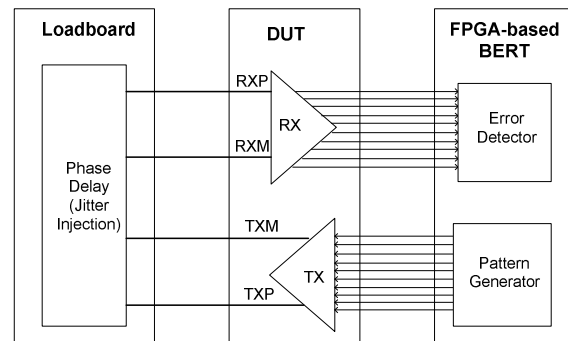 Loadboard
DUT
FPGA-based
BERT
RXP
RX
RXM
Error
Detector
Phase
Delay
(Jitter
Injection)
TXM
TX
TXP
Pattern
Generator